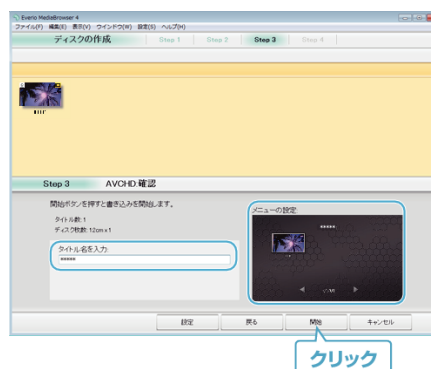 Everio MediaBrowser 4
ファイル(F) 編集(E) 表示(V) ウインドウ(W) 設定(S) ヘルプ(H)
ディスクの作成 Step 1 Step 2 Step 3 Step 4
Step 3 AVCHD:確認
開始ボタンを押すと書き込みを開始します。
タイトル数:1
ディスク枚数:12cm×1
タイトル名を入力:
*****
メニューの設定:
*****
設定 戻る 開始 キャンセル
クリック